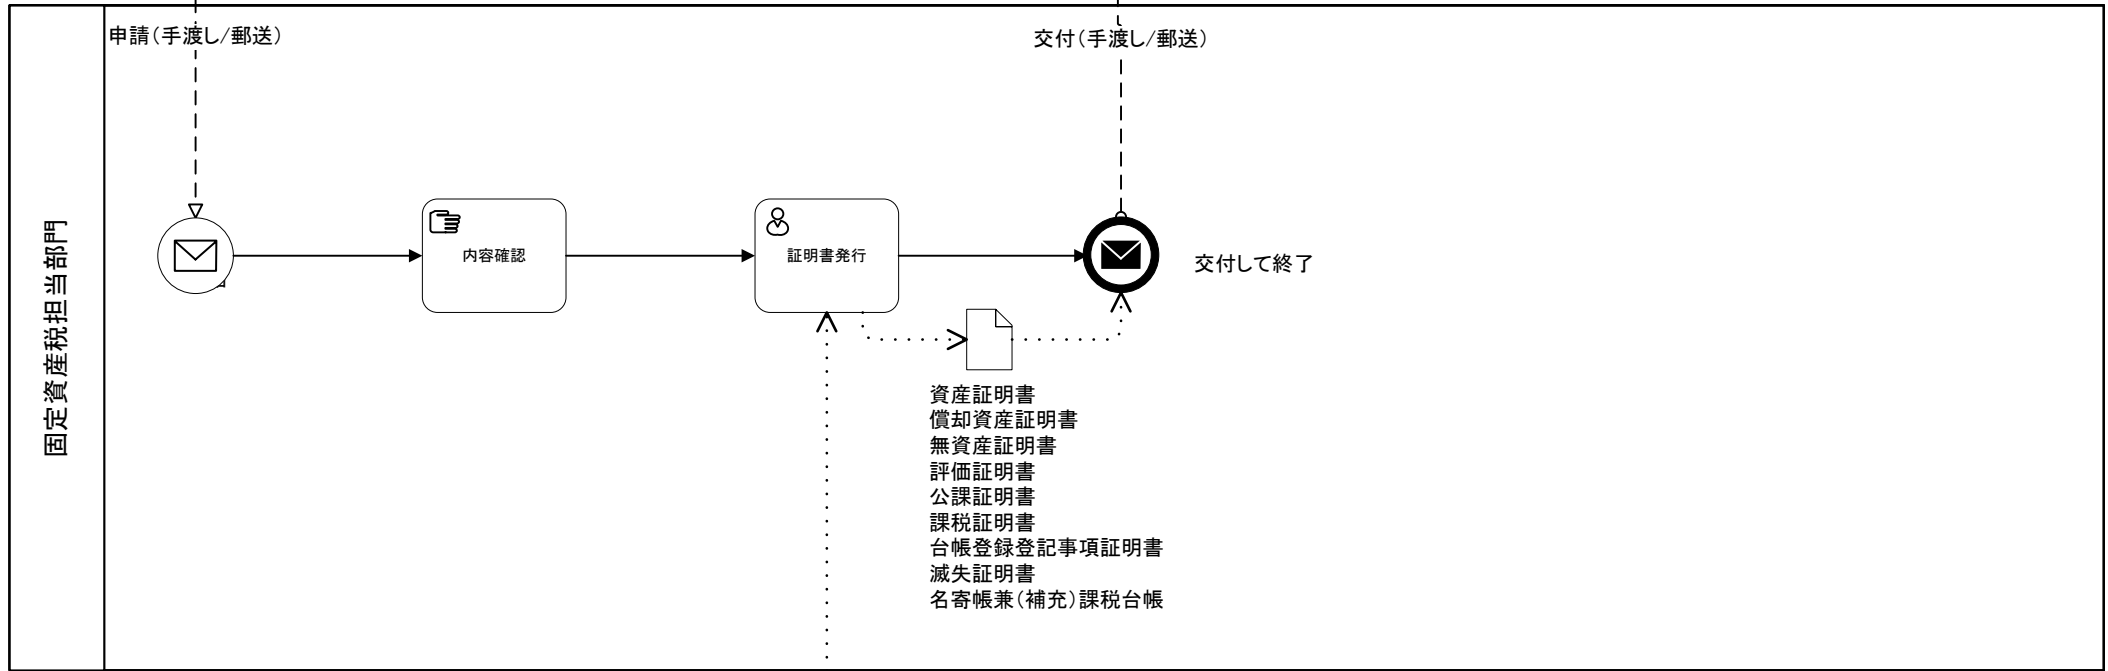 申請(手渡し/郵送)
交付(手渡し/郵送)
固定資産税担当部門
内容確認
証明書発行
交付して終了
資産証明書
償却資産証明書
無資産証明書
評価証明書
公課証明書
課税証明書
台帳登録登記事項証明書
滅失証明書
名寄帳兼(補充)課税台帳